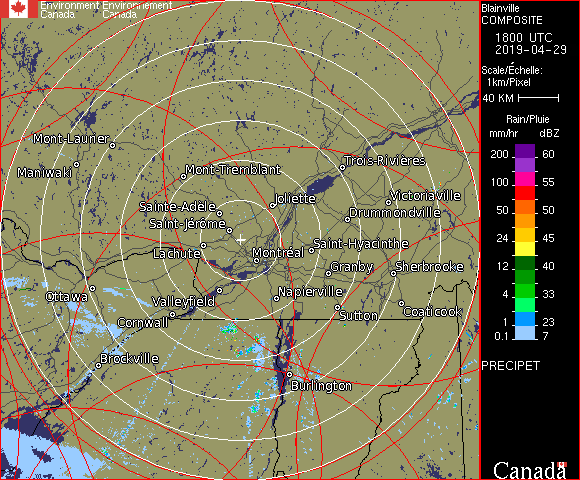 Environment Environnement
Canada Canada
Blainville
COMPOSITE
1800 UTC
2019-04-29
Scale/Échelle:
1km/Pixel
40 KM
Rain/Pluie
mm/hr dBZ
200 60
100 55
50 50
24 45
12 40
4 33
1 23
0.1 7
PRECIPET
Mont-Laurier
Maniwaki
Mont-Tremblant
Trois-Rivières
Joliette
Victoriaville
Sainte-Adèle
Drummondville
Saint-Jérôme
Lachute
Montréal
Saint-Hyacinthe
Granby
Sherbrooke
Ottawa
Valleyfield
Napierville
Cornwall
Sutton
Coaticook
Brockville
Burlington
Canada